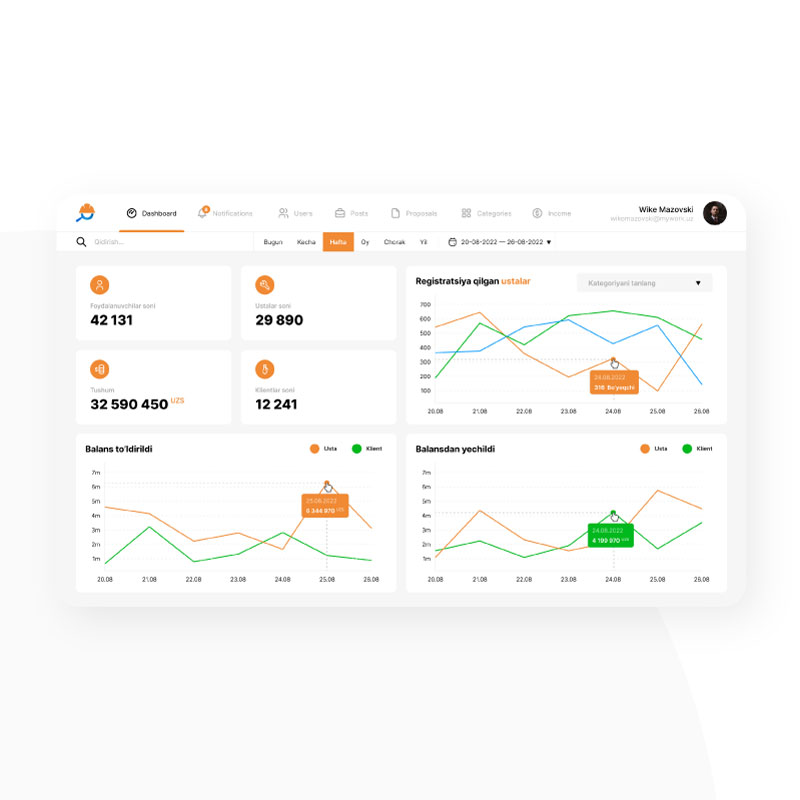 Dashboard
Notifications
Users
Posts
Proposals
Categories
Income
Wike Mazovski
Qidirish...
Bugun
Kecha
Hafta
Oy
Chorak
Yil
20-08-2022 — 26-08-2022 ▼
Foydalanuvchilar soni
42 131
Ustalar soni
29 890
Tushum
32 590 450 UZS
Klientlar soni
12 241
Registratsiya qilgan ustalar
Kategoriyani tanlang ▼
700
600
500
400
300
200
100
24.08.2022
316 Bo'yoqchi
20.08 21.08 22.08 23.08 24.08 25.08 26.08
Balans to'ldirildi
Usta
Klient
7m
6m
5m
4m
3m
2m
1m
25.08.2022
6 344 970 UZS
20.08 21.08 22.08 23.08 24.08 25.08 26.08
Balansdan yechildi
Usta
Klient
7m
6m
5m
4m
3m
2m
1m
24.08.2022
4 199 970 UZS
20.08 21.08 22.08 23.08 24.08 25.08 26.08